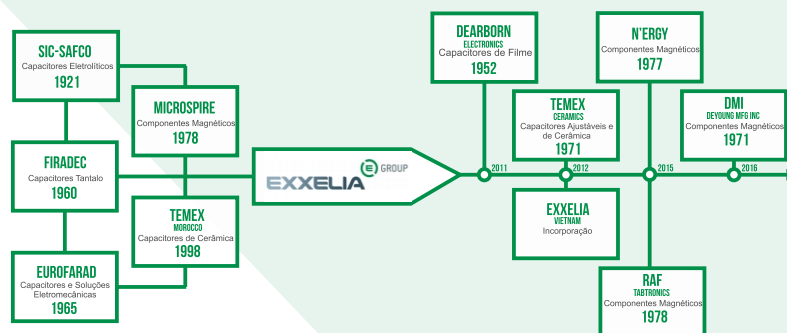 SIC-SAFCO
Capacitores Eletrolíticos
1921
MICROSPIRE
Componentes Magnéticos
1978
FIRADEC
Capacitores Tantalo
1960
TEMEX
MOROCCO
Capacitores de Cerâmica
1998
EUROFARAD
Capacitores e Soluções
Eletromecânicas
1965
EXXELIA
E GROUP
DEARBORN
ELECTRONICS
Capacitores de Filme
1952
2011
TEMEX
CERAMICS
Capacitores Ajustáveis e
de Cerâmica
1971
2012
EXXELIA
VIETNAM
Incorporação
N'ERGY
Componentes Magnéticos
1977
2015
RAF
TABTRONICS
Componentes Magnéticos
1978
DMI
DEYOUNG MFG INC
Componentes Magnéticos
1971
2016